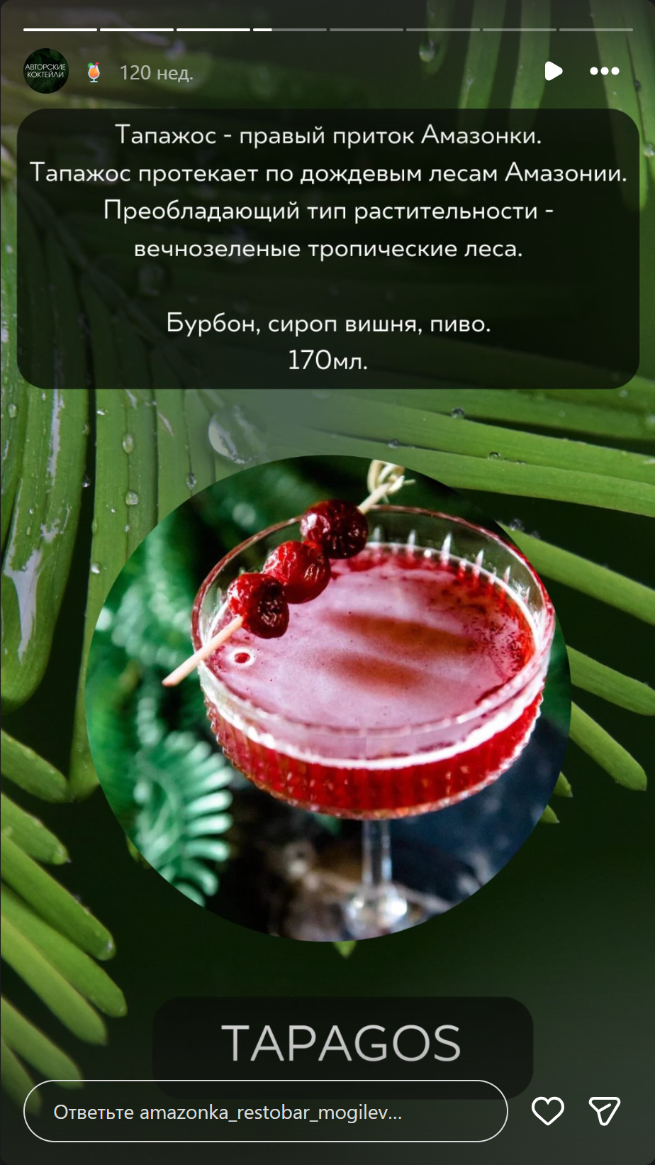 АВТОРСКИЕ
КОКТЕЙЛИ
120 нед.
Тапажос - правый приток Амазонки.
Тапажос протекает по дождевым лесам Амазонии.
Преобладающий тип растительности -
вечнозеленые тропические леса.
Бурбон, сироп вишня, пиво.
170мл.
TAPAGOS
Ответьте amazonka_restobar_mogilev...